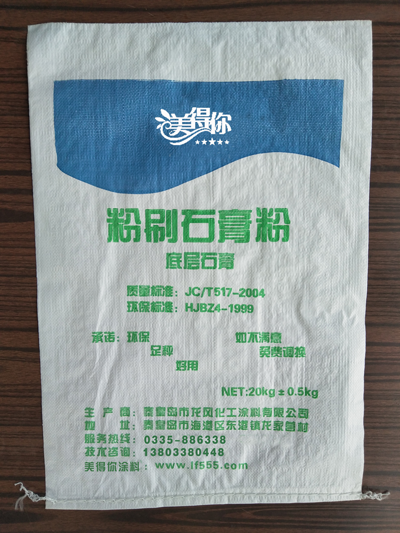 美得你
★★★★★
粉刷石膏粉
底层石膏
质量标准：JC/T517-2004
环保标准：HJBZ4-1999
承诺：环保 如不满意
足秤 免费调换
好用
NET:20kg±0.5kg
生产商：秦皇岛市龙凤化工涂料有限公司
地址：秦皇岛市海港区东港镇龙家营村
服务热线：0335-886338
技术咨询：13803380448
美得你涂料：www.lf555.com